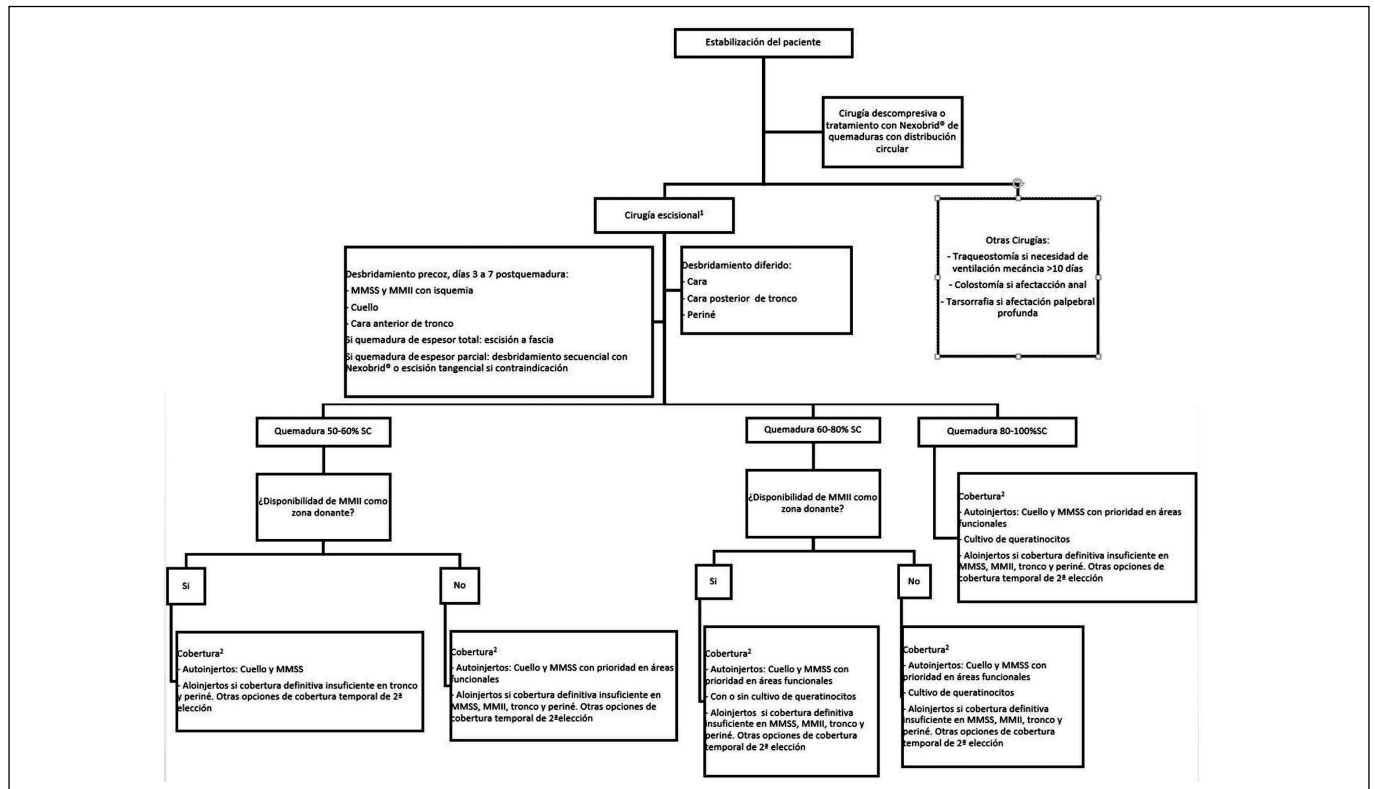 Estabilización del paciente
Cirugía descompresiva o
tratamiento con Nexobrid® de
quemaduras con distribución
circular
Cirugía escisional¹
Otras Cirugías:
- Traqueostomía si necesidad de
ventilación mecáncia >10 días
- Colostomía si afectacción anal
- Tarsorrafia si afectación palpebral
profunda
Desbridamiento precoz, días 3 a 7 postquemadura:
- MMSS y MMII con isquemia
- Cuello
- Cara anterior de tronco
Si quemadura de espesor total: escisión a fascia
Si quemadura de espesor parcial: desbridamiento secuencial con
Nexobrid® o escisión tangencial si contraindicación
Desbridamiento diferido:
- Cara
- Cara posterior de tronco
- Periné
Quemadura 50-60% SC
Quemadura 60-80% SC
Quemadura 80-100%SC
¿Disponibilidad de MMII como
zona donante?
¿Disponibilidad de MMII como
zona donante?
Cobertura²
- Autoinjertos: Cuello y MMSS con prioridad en áreas
funcionales
- Cultivo de queratinocitos
- Aloinjertos si cobertura definitiva insuficiente en
MMSS, MMII, tronco y periné. Otras opciones de
cobertura temporal de 2ª elección
Si
No
Si
No
Cobertura²
- Autoinjertos: Cuello y MMSS
- Aloinjertos si cobertura definitiva insuficiente en tronco
y periné. Otras opciones de cobertura temporal de 2ª
elección
Cobertura²
- Autoinjertos: Cuello y MMSS con prioridad en áreas
funcionales
- Aloinjertos si cobertura definitiva insuficiente en
MMSS, MMII, tronco y periné. Otras opciones de
cobertura temporal de 2ªelección
Cobertura²
- Autoinjertos: Cuello y MMSS con
prioridad en áreas funcionales
- Con o sin cultivo de queratinocitos
- Aloinjertos si cobertura definitiva
insuficiente en MMSS, MMII, tronco y
periné. Otras opciones de cobertura
temporal de 2ª elección
Cobertura²
- Autoinjertos: Cuello y MMSS con
prioridad en áreas funcionales
- Cultivo de queratinocitos
- Aloinjertos si cobertura definitiva
insuficiente en MMSS, MMII, tronco y
periné. Otras opciones de cobertura
temporal de 2ª elección